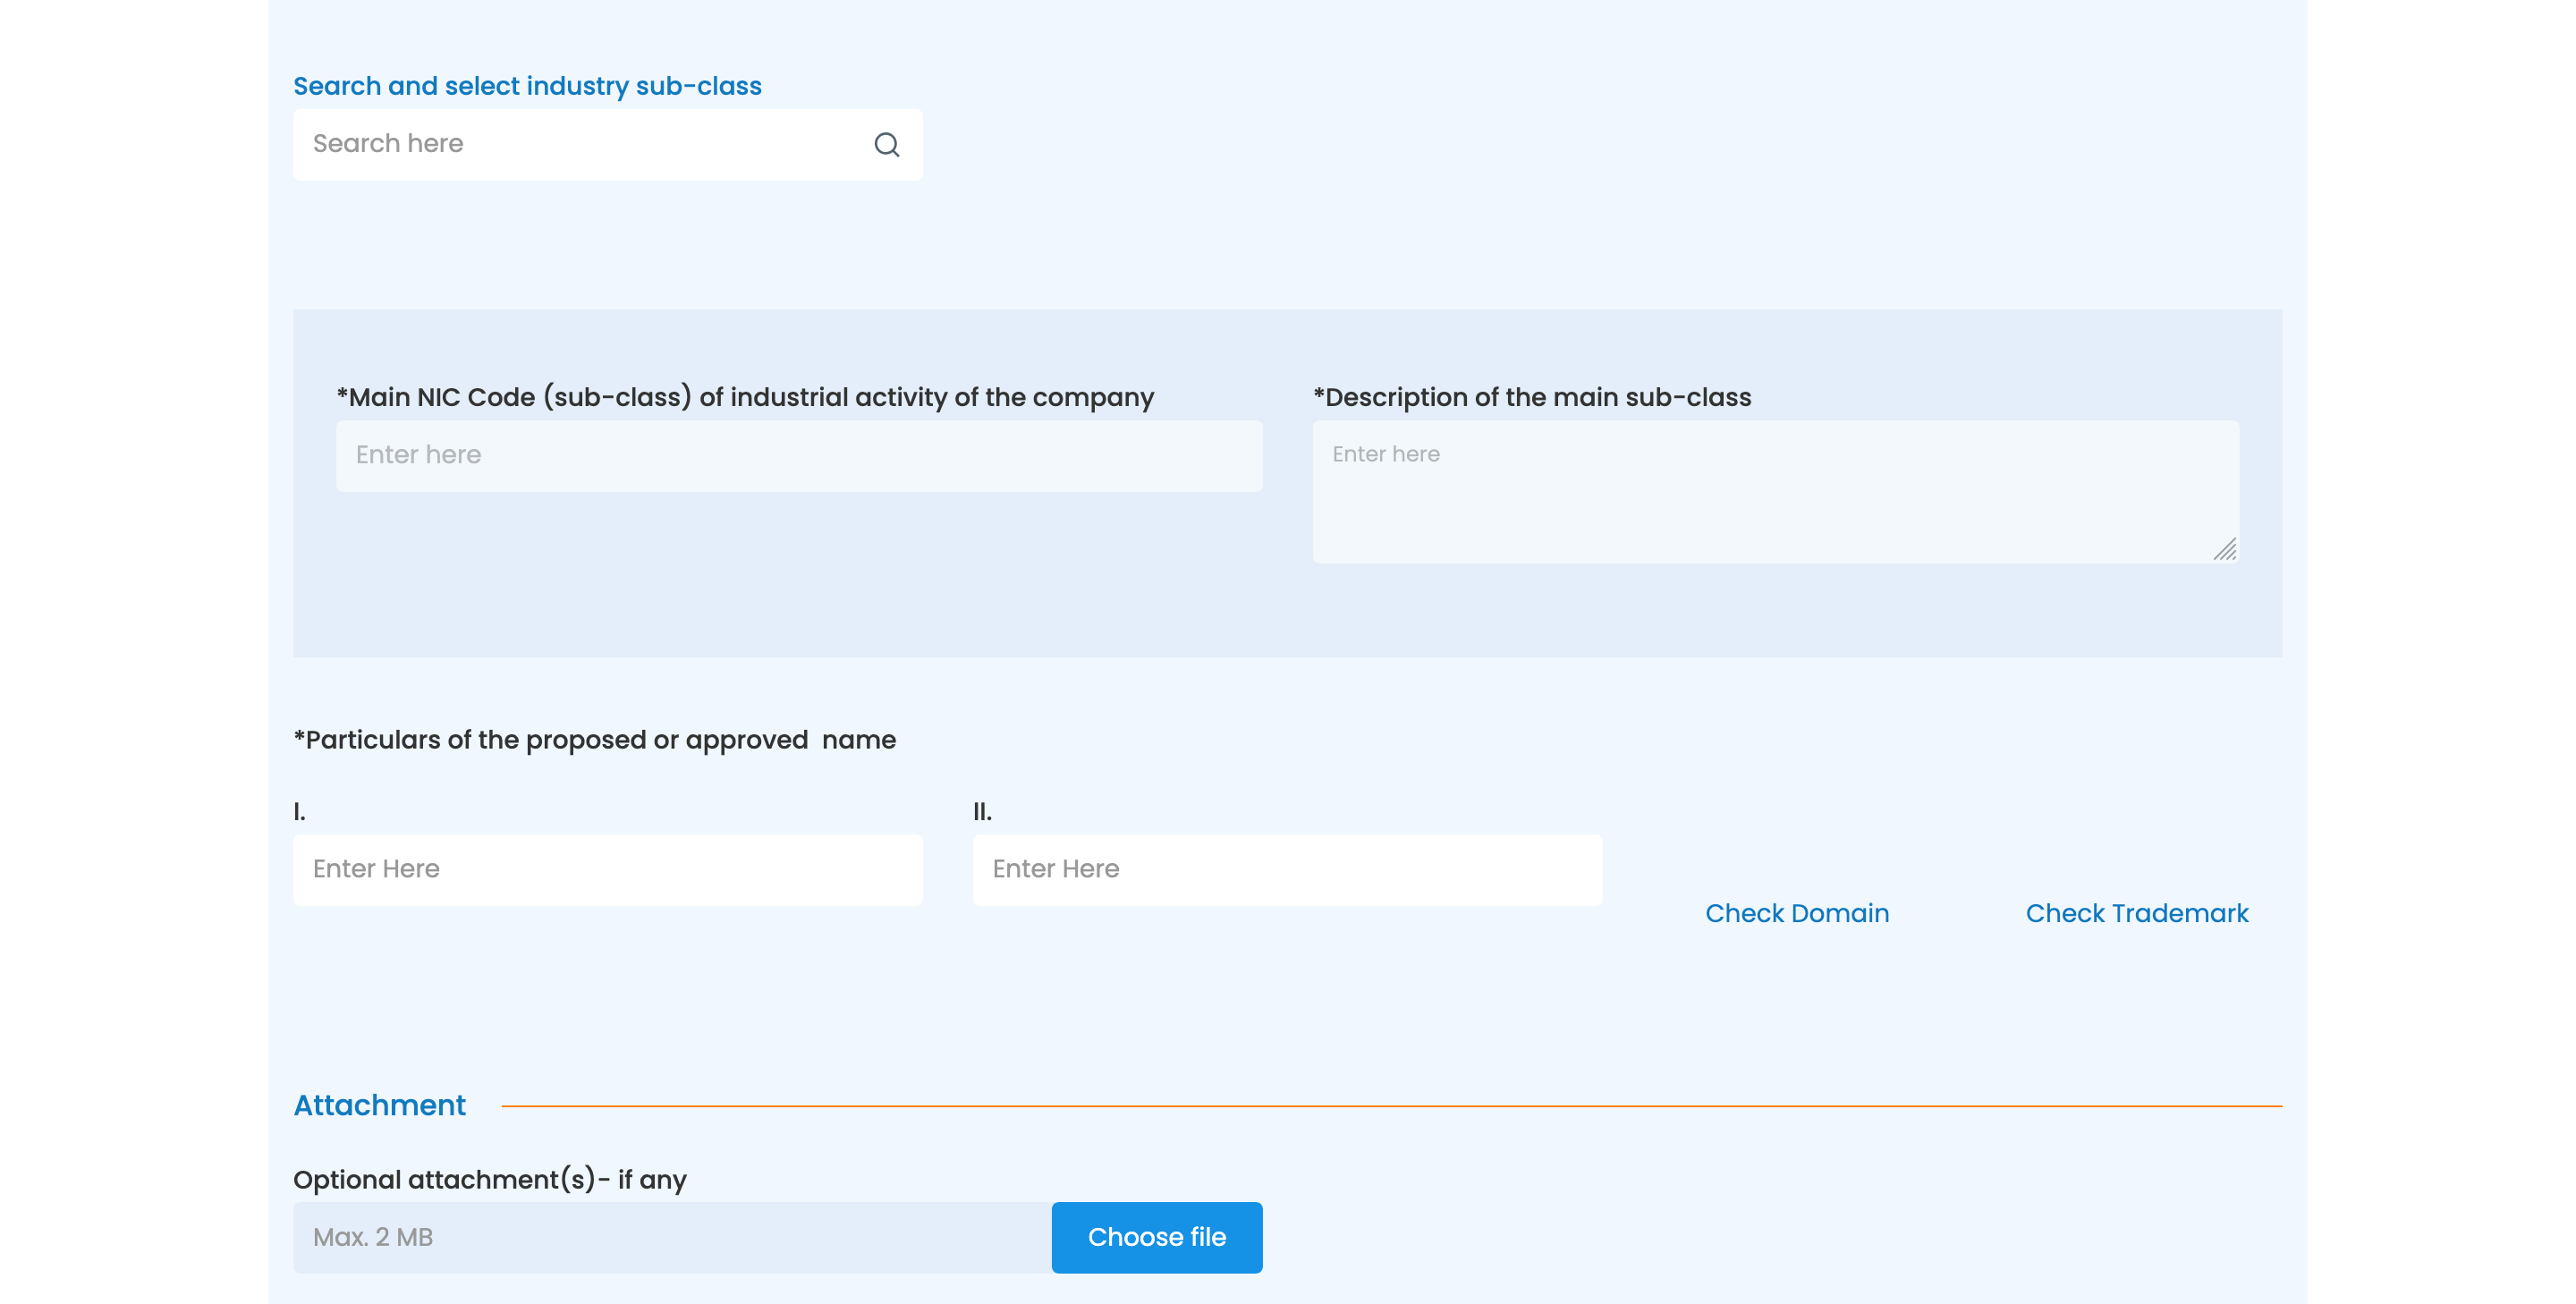 Search and select industry sub-class
Search here
*Main NIC Code (sub-class) of industrial activity of the company
Enter here
*Description of the main sub-class
Enter here
*Particulars of the proposed or approved  name
I.
Enter Here
II.
Enter Here
Check Domain
Check Trademark
Attachment
Optional attachment(s)- if any
Max. 2 MB
Choose file